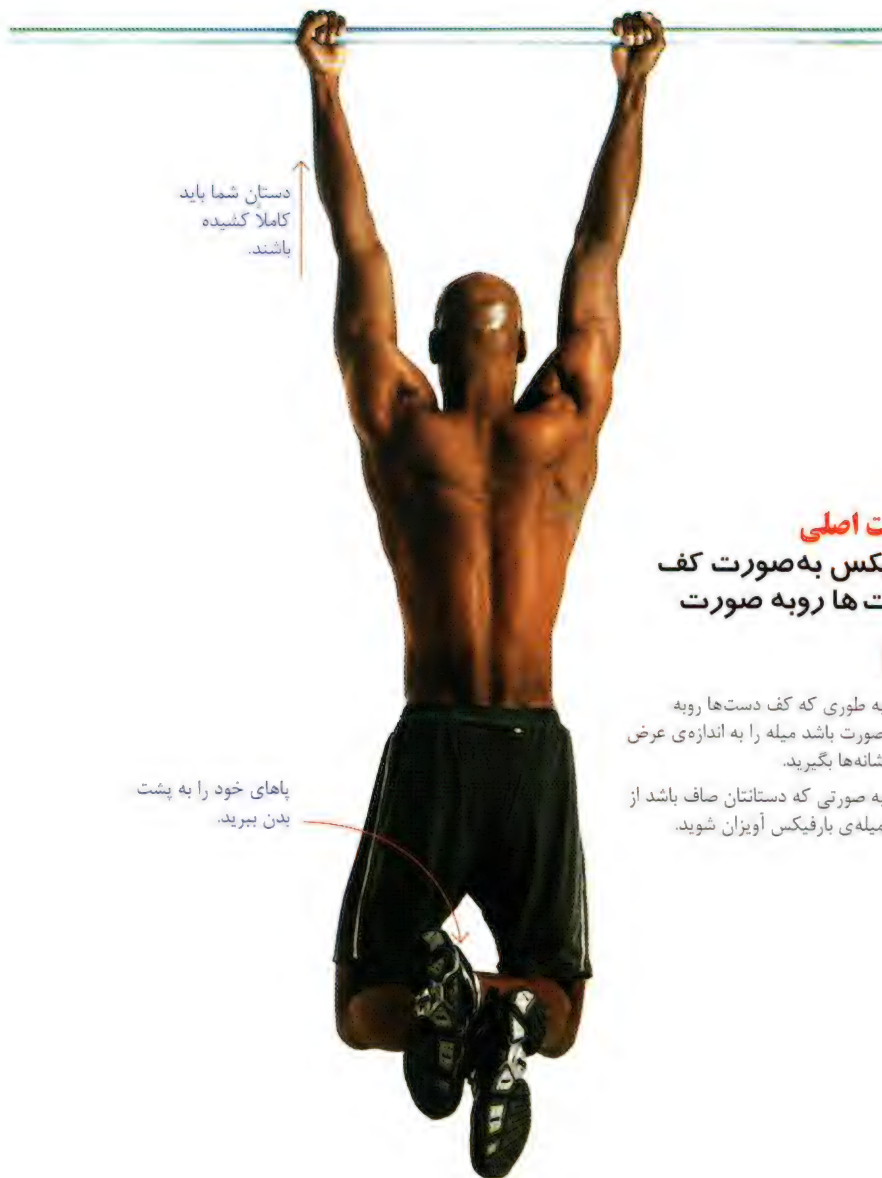 دستان شما باید
کاملاً کشیده
باشند.
ت اصلی
کس به‌صورت کف
ت ها روبه صورت
به طوری که کف دست‌ها روبه
صورت باشد میله را به اندازه‌ی عرض
شانه‌ها بگیرید.
به صورتی که دستانتان صاف باشد از
میله‌ی بارفیکس آویزان شوید.
پاهای خود را به پشت
بدن ببرید.